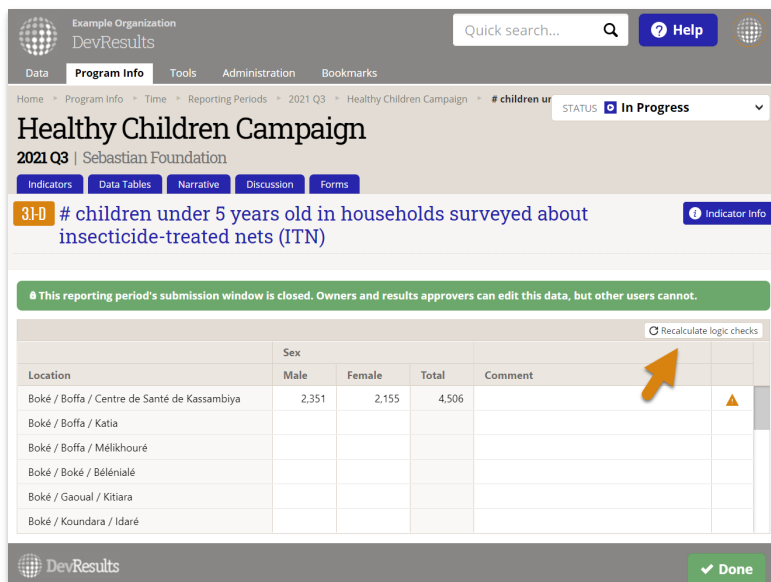 Example Organization
DevResults
Quick search...
Help
Data Program Info Tools Administration Bookmarks
Home Program Info Time Reporting Periods 2021 Q3 Healthy Children Campaign # children
STATUS In Progress
Healthy Children Campaign
2021 Q3 | Sebastian Foundation
Indicators Data Tables Narrative Discussion Forms
3.1-D # children under 5 years old in households surveyed about
insecticide-treated nets (ITN)
Indicator Info
This reporting period's submission window is closed. Owners and results approvers can edit this data, but other users cannot.
Recalculate logic checks
Sex
Location Male Female Total Comment
Boké / Boffa / Centre de Santé de Kassambiya 2,351 2,155 4,506
Boké / Boffa / Katia
Boké / Boffa / Mélikhouré
Boké / Boké / Bélénialé
Boké / Gaoual / Kitiara
Boké / Koundara / Idaré
DevResults
Done